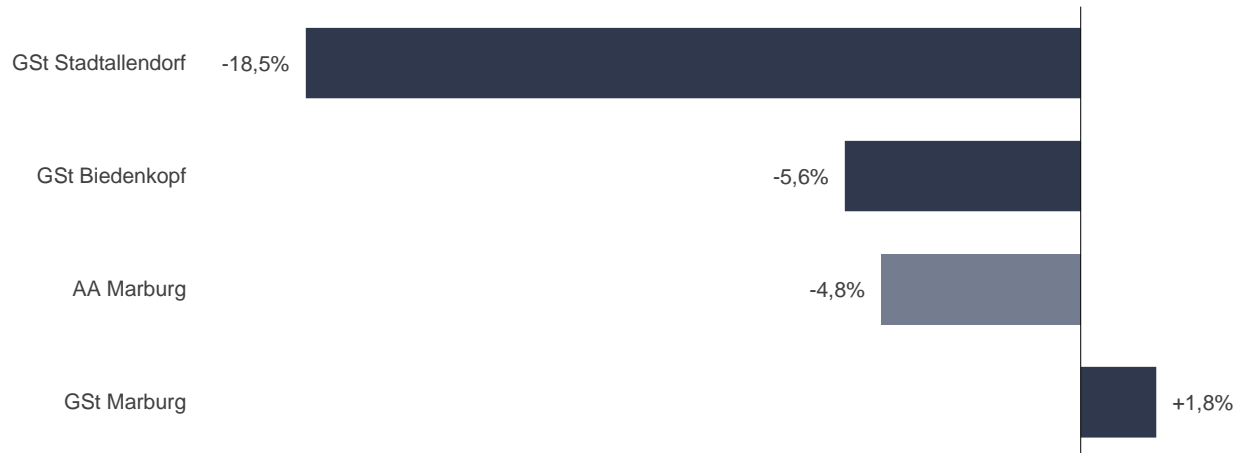 GSt Stadtallendorf -18,5%
GSt Biedenkopf -5,6%
AA Marburg -4,8%
GSt Marburg +1,8%